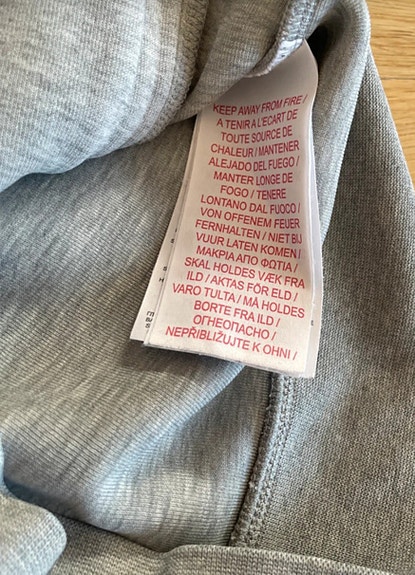 KEEP AWAY FROM FIRE /
A TENIR A L'ECART DE
TOUTE SOURCE DE
CHALEUR / MANTENER
ALEJADO DEL FUEGO /
MANTER LONGE DE
FOGO / TENERE
LONTANO DAL FUOCO /
VON OFFENEM FEUER
FERNHALTEN / NIET BIJ
VUUR LATEN KOMEN /
ΜΑΚΡΙΑ ΑΠΟ ΦΩΤΙΑ /
SKAL HOLDES VÆK FRA
ILD / AKTAS FÖR ELD /
VARO TULTA / MÅ HOLDES
BORTE FRA ILD /
ОГНЕОПАСНО /
NEPŘIBLIŽUJTE K OHNI /